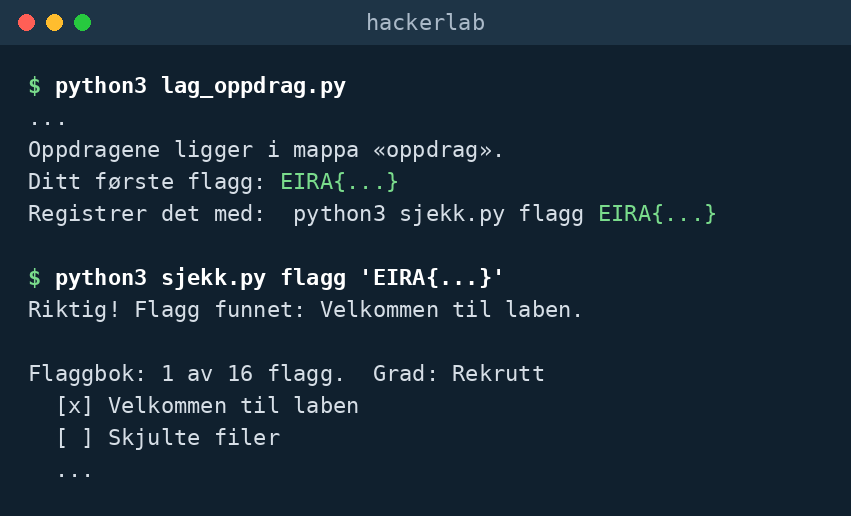 hackerlab
$ python3 lag_oppdrag.py
...
Oppdragene ligger i mappa «oppdrag».
Ditt første flagg: EIRA{...}
Registrer det med:  python3 sjekk.py flagg EIRA{...}
$ python3 sjekk.py flagg 'EIRA{...}'
Riktig! Flagg funnet: Velkommen til laben.
Flaggbok: 1 av 16 flagg.  Grad: Rekrutt
  [x] Velkommen til laben
  [ ] Skjulte filer
  ...